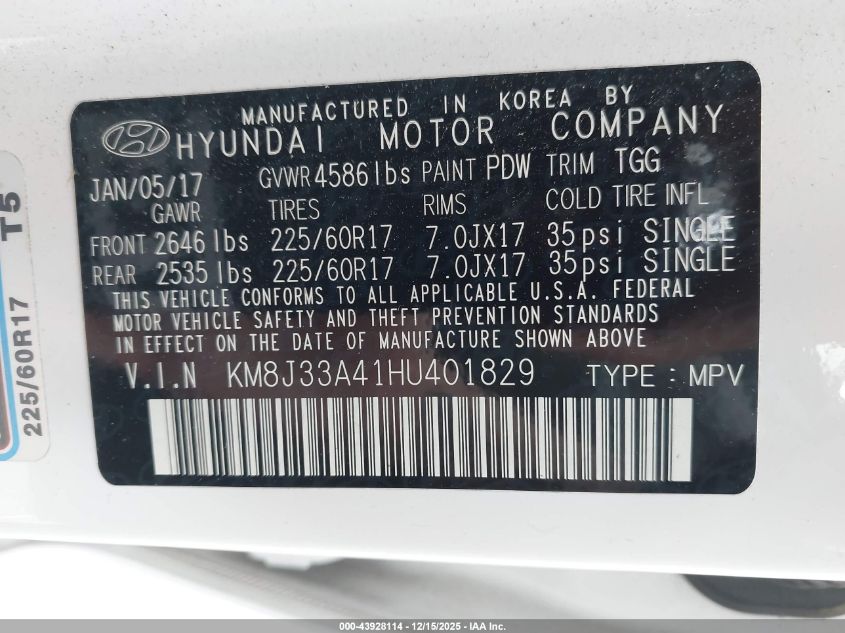 MANUFACTURED IN KOREA BY
HYUNDAI MOTOR COMPANY
JAN/05/17 GVWR 4586lbs PAINT PDW TRIM TGG
GAWR TIRES RIMS COLD TIRE INFL
FRONT 2646 lbs 225/60R17 7.0JX17 35psi SINGLE
REAR 2535 lbs 225/60R17 7.0JX17 35psi SINGLE
THIS VEHICLE CONFORMS TO ALL APPLICABLE U.S.A. FEDERAL
MOTOR VEHICLE SAFETY AND THEFT PREVENTION STANDARDS
IN EFFECT ON THE DATE OF MANUFACTURE SHOWN ABOVE
V.I.N KM8J33A41HU401829 TYPE : MPV
225/60R17 T5
000-43928114 - 12/15/2025 - IAA Inc.